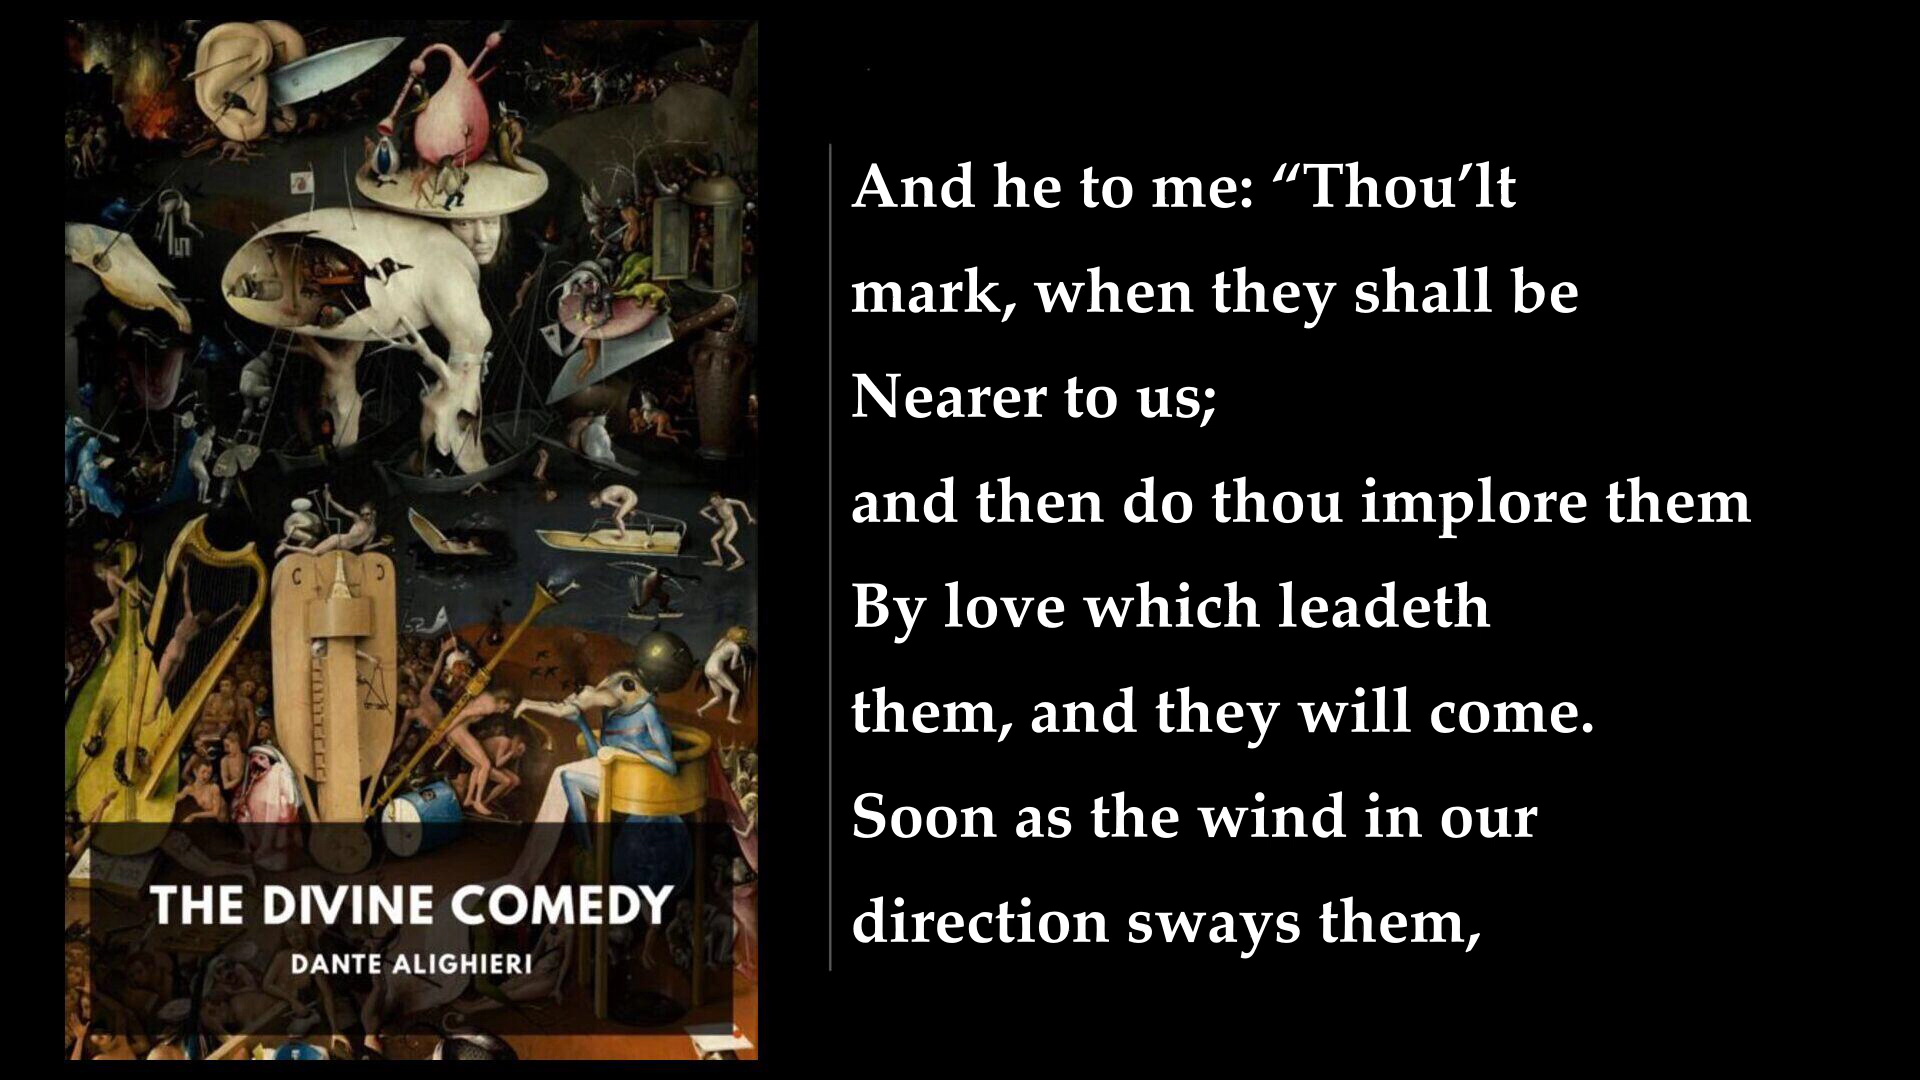 THE DIVINE COMEDY
DANTE ALIGHIERI
And he to me: “Thou’lt
mark, when they shall be
Nearer to us;
and then do thou implore them
By love which leadeth
them, and they will come.
Soon as the wind in our
direction sways them,